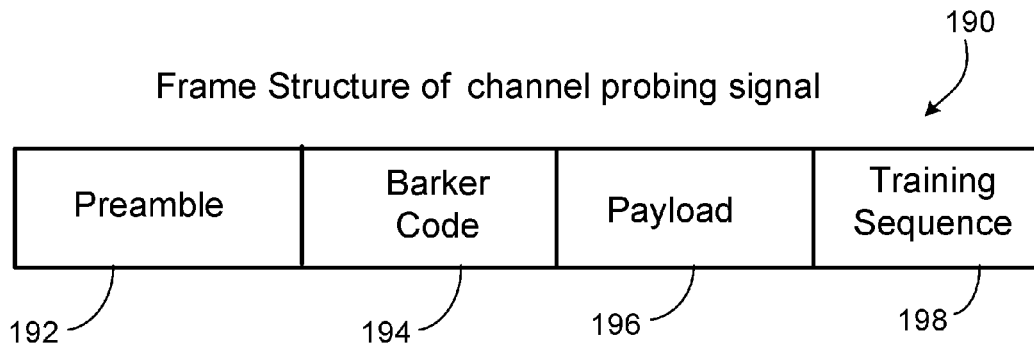 190
Frame Structure of channel probing signal
Preamble
Barker
Code
Payload
Training
Sequence
192
194
196
198